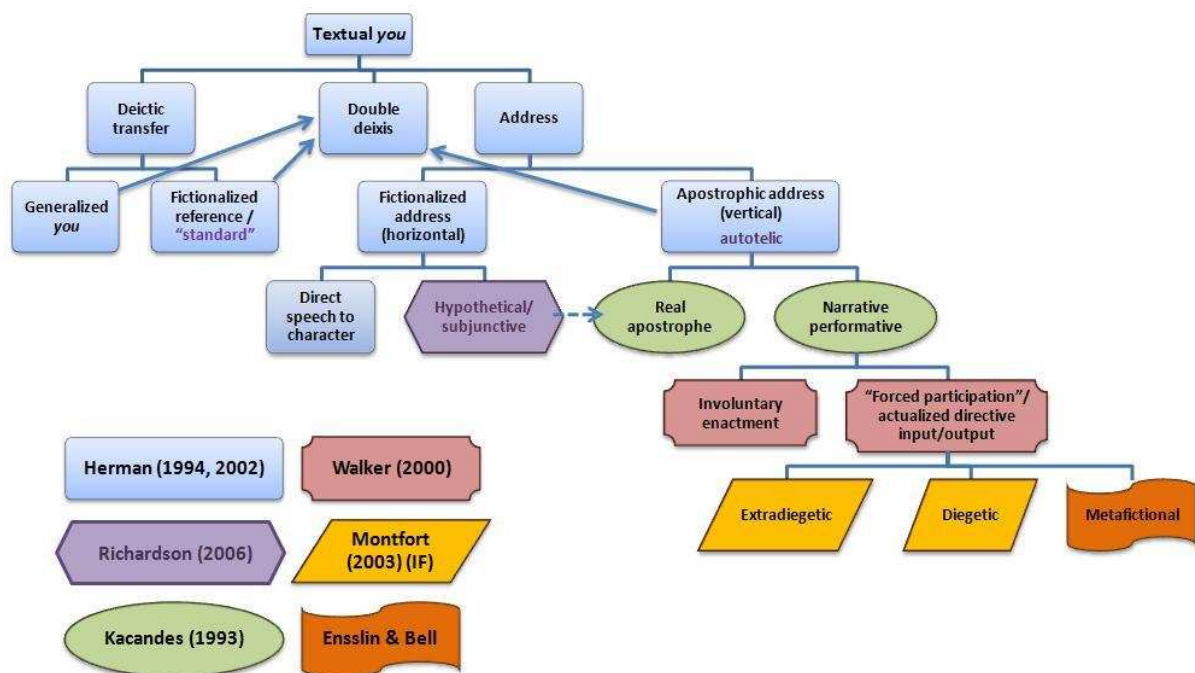 Textual you
Deictic
transfer
Double
deixis
Address
Generalized
you
Fictionalized
reference /
“standard”
Fictionalized
address
(horizontal)
Apostrophic address
(vertical)
autotelic
Direct
speech to
character
Hypothetical/
subjunctive
Real
apostrophe
Narrative
performative
Involuntary
enactment
“Forced participation”/
actualized directive
input/output
Extradiegetic
Diegetic
Metafictional
Herman (1994, 2002)
Walker (2000)
Richardson (2006)
Montfort
(2003) (IF)
Kacandes (1993)
Ensslin & Bell